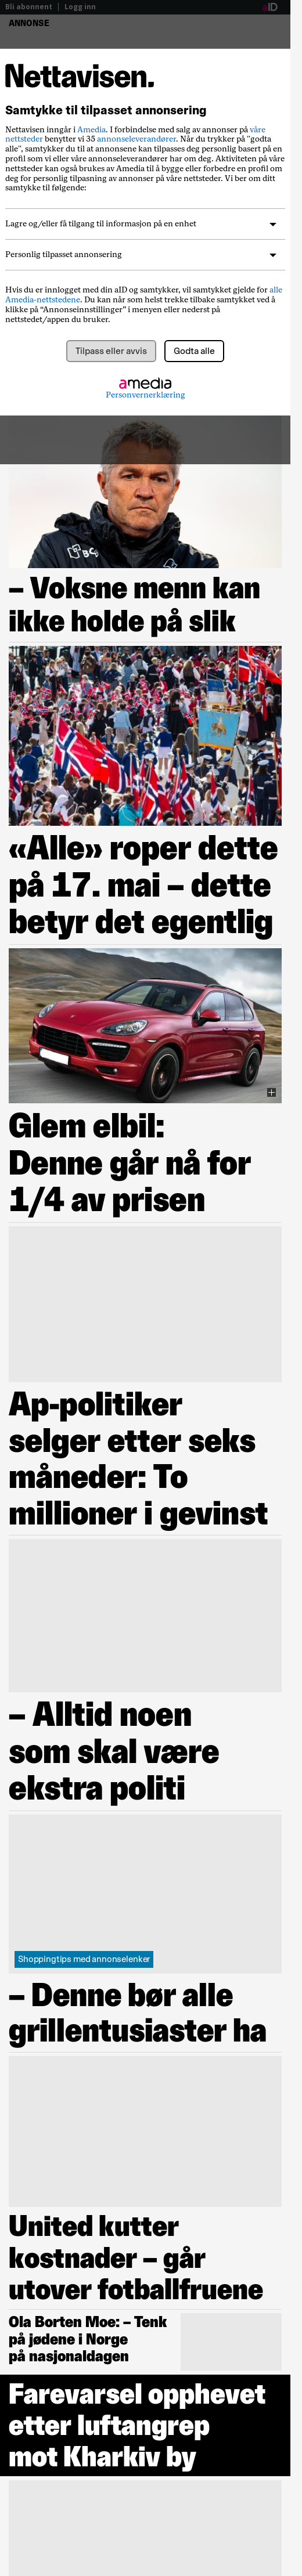 Bli abonnent | Logg inn
aID
ANNONSE
Nettavisen.
Samtykke til tilpasset annonsering
Nettavisen inngår i Amedia. I forbindelse med salg av annonser på våre
nettsteder benytter vi 35 annonseleverandører. Når du trykker på "godta
alle", samtykker du til at annonsene kan tilpasses deg personlig basert på en
profil som vi eller våre annonseleverandører har om deg. Aktiviteten på våre
nettsteder kan også brukes av Amedia til å bygge eller forbedre en profil om
deg for personlig tilpasning av annonser på våre nettsteder. Vi ber om ditt
samtykke til følgende:
Lagre og/eller få tilgang til informasjon på en enhet
Personlig tilpasset annonsering
Hvis du er innlogget med din aID og samtykker, vil samtykket gjelde for alle
Amedia-nettstedene. Du kan når som helst trekke tilbake samtykket ved å
klikke på “Annonseinnstillinger” i menyen eller nederst på
nettstedet/appen du bruker.
Tilpass eller avvis
Godta alle
amedia
Personvernerklæring
– Voksne menn kan
ikke holde på slik
«Alle» roper dette
på 17. mai – dette
betyr det egentlig
Glem elbil:
Denne går nå for
1/4 av prisen
Ap-politiker
selger etter seks
måneder: To
millioner i gevinst
– Alltid noen
som skal være
ekstra politi
Shoppingtips med annonselenker
– Denne bør alle
grillentusiaster ha
United kutter
kostnader – går
utover fotballfruene
Ola Borten Moe: – Tenk
på jødene i Norge
på nasjonaldagen
Farevarsel opphevet
etter luftangrep
mot Kharkiv by